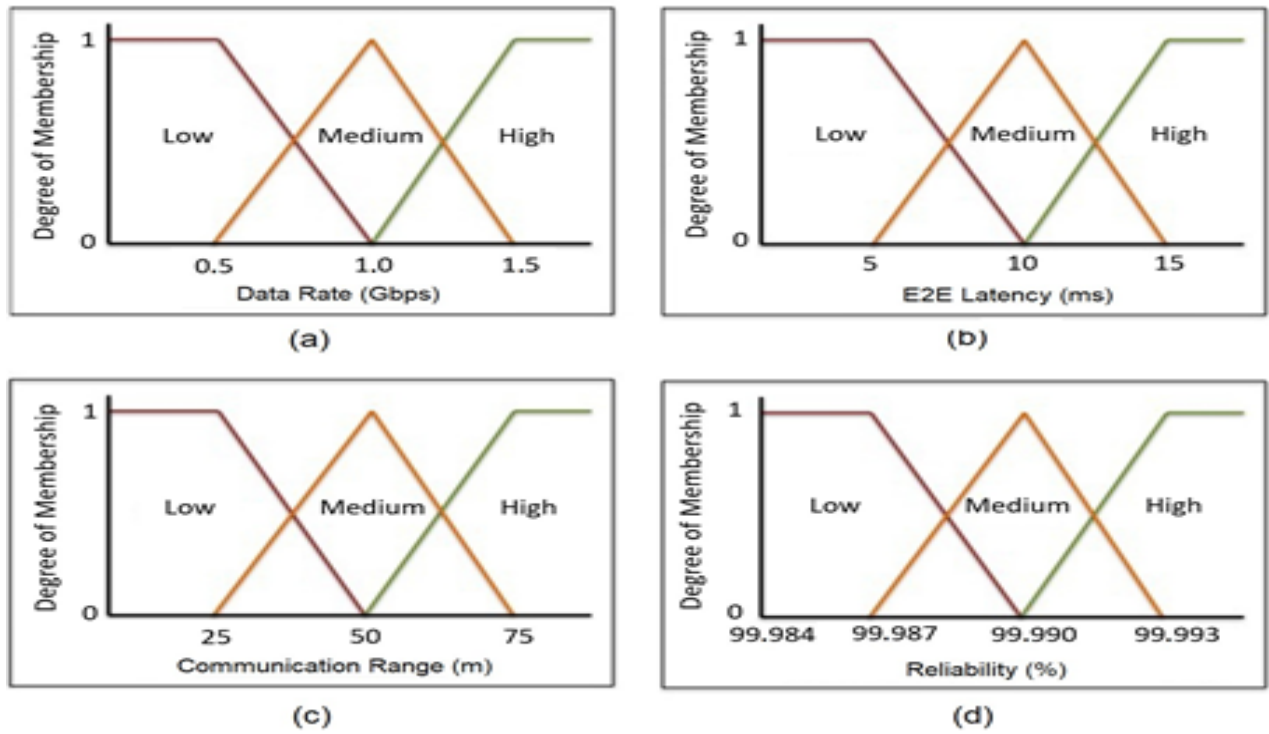 Degree of Membership
1
Low Medium High
0
0.5 1.0 1.5
Data Rate (Gbps)
(a)
Degree of Membership
1
Low Medium High
0
5 10 15
E2E Latency (ms)
(b)
Degree of Membership
1
Low Medium High
0
25 50 75
Communication Range (m)
(c)
Degree of Membership
1
Low Medium High
0
99.984 99.987 99.990 99.993
Reliability (%)
(d)